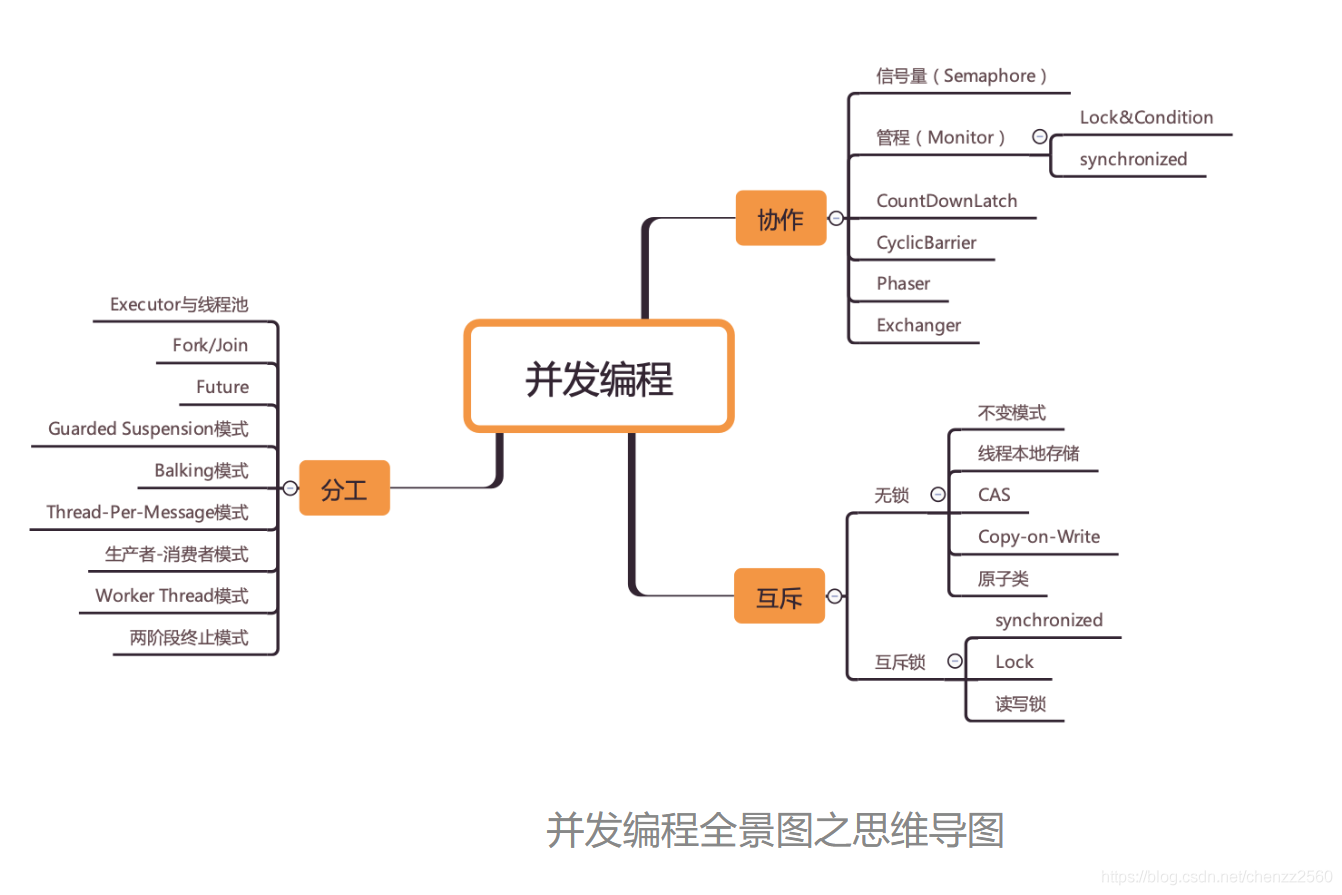 并发编程
协作
信号量（Semaphore）
管程（Monitor）
Lock&Condition
synchronized
CountDownLatch
CyclicBarrier
Phaser
Exchanger
分工
Executor与线程池
Fork/Join
Future
Guarded Suspension模式
Balking模式
Thread-Per-Message模式
生产者-消费者模式
Worker Thread模式
两阶段终止模式
互斥
无锁
不变模式
线程本地存储
CAS
Copy-on-Write
原子类
互斥锁
synchronized
Lock
读写锁
并发编程全景图之思维导图
https://blog.csdn.net/chenzz2560